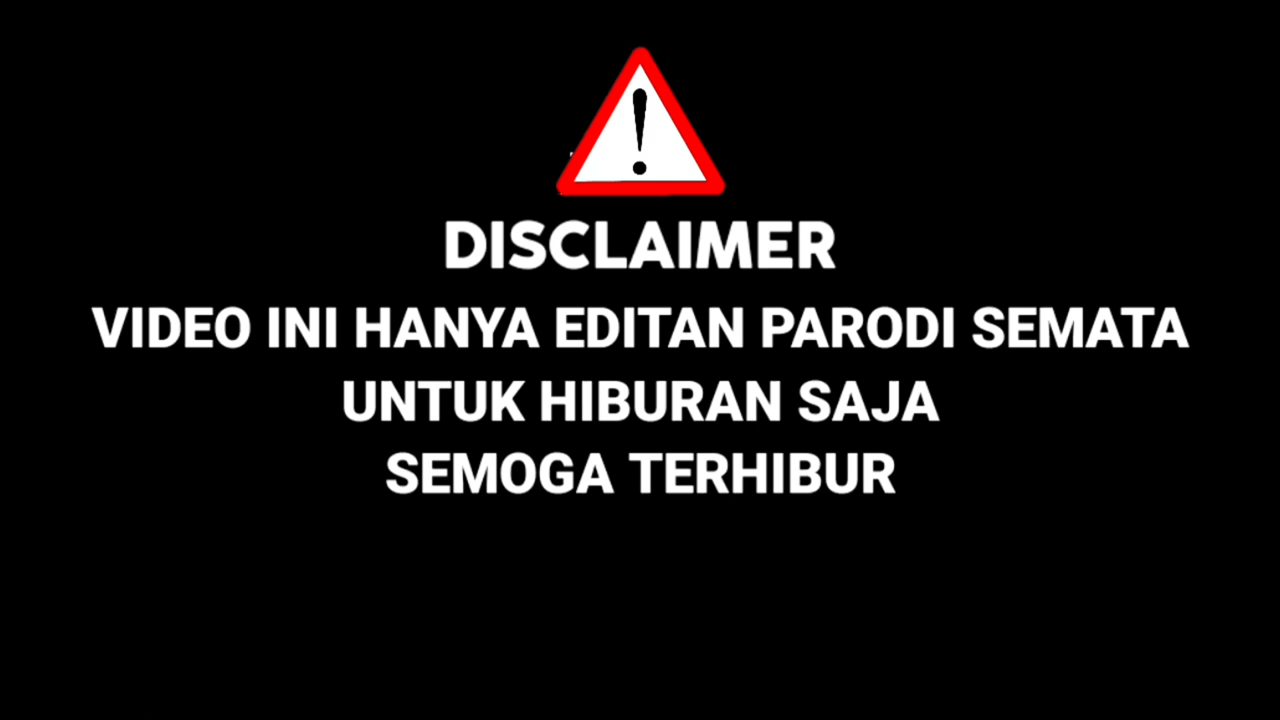 DISCLAIMER
VIDEO INI HANYA EDITAN PARODI SEMATA
UNTUK HIBURAN SAJA
SEMOGA TERHIBUR